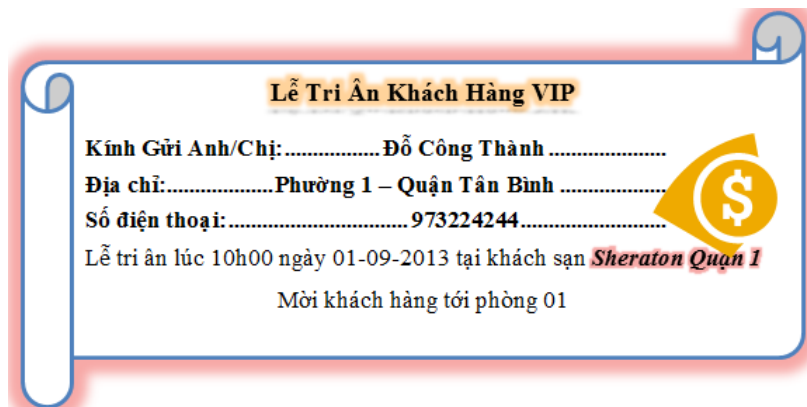 Lễ Tri Ân Khách Hàng VIP
Kính Gửi Anh/Chị:.................Đỗ Công Thành .....................
Địa chỉ:...................Phường 1 – Quận Tân Bình ...................
Số điện thoại:................................ 973224244..........................
Lễ tri ân lúc 10h00 ngày 01-09-2013 tại khách sạn Sheraton Quận 1
Mời khách hàng tới phòng 01